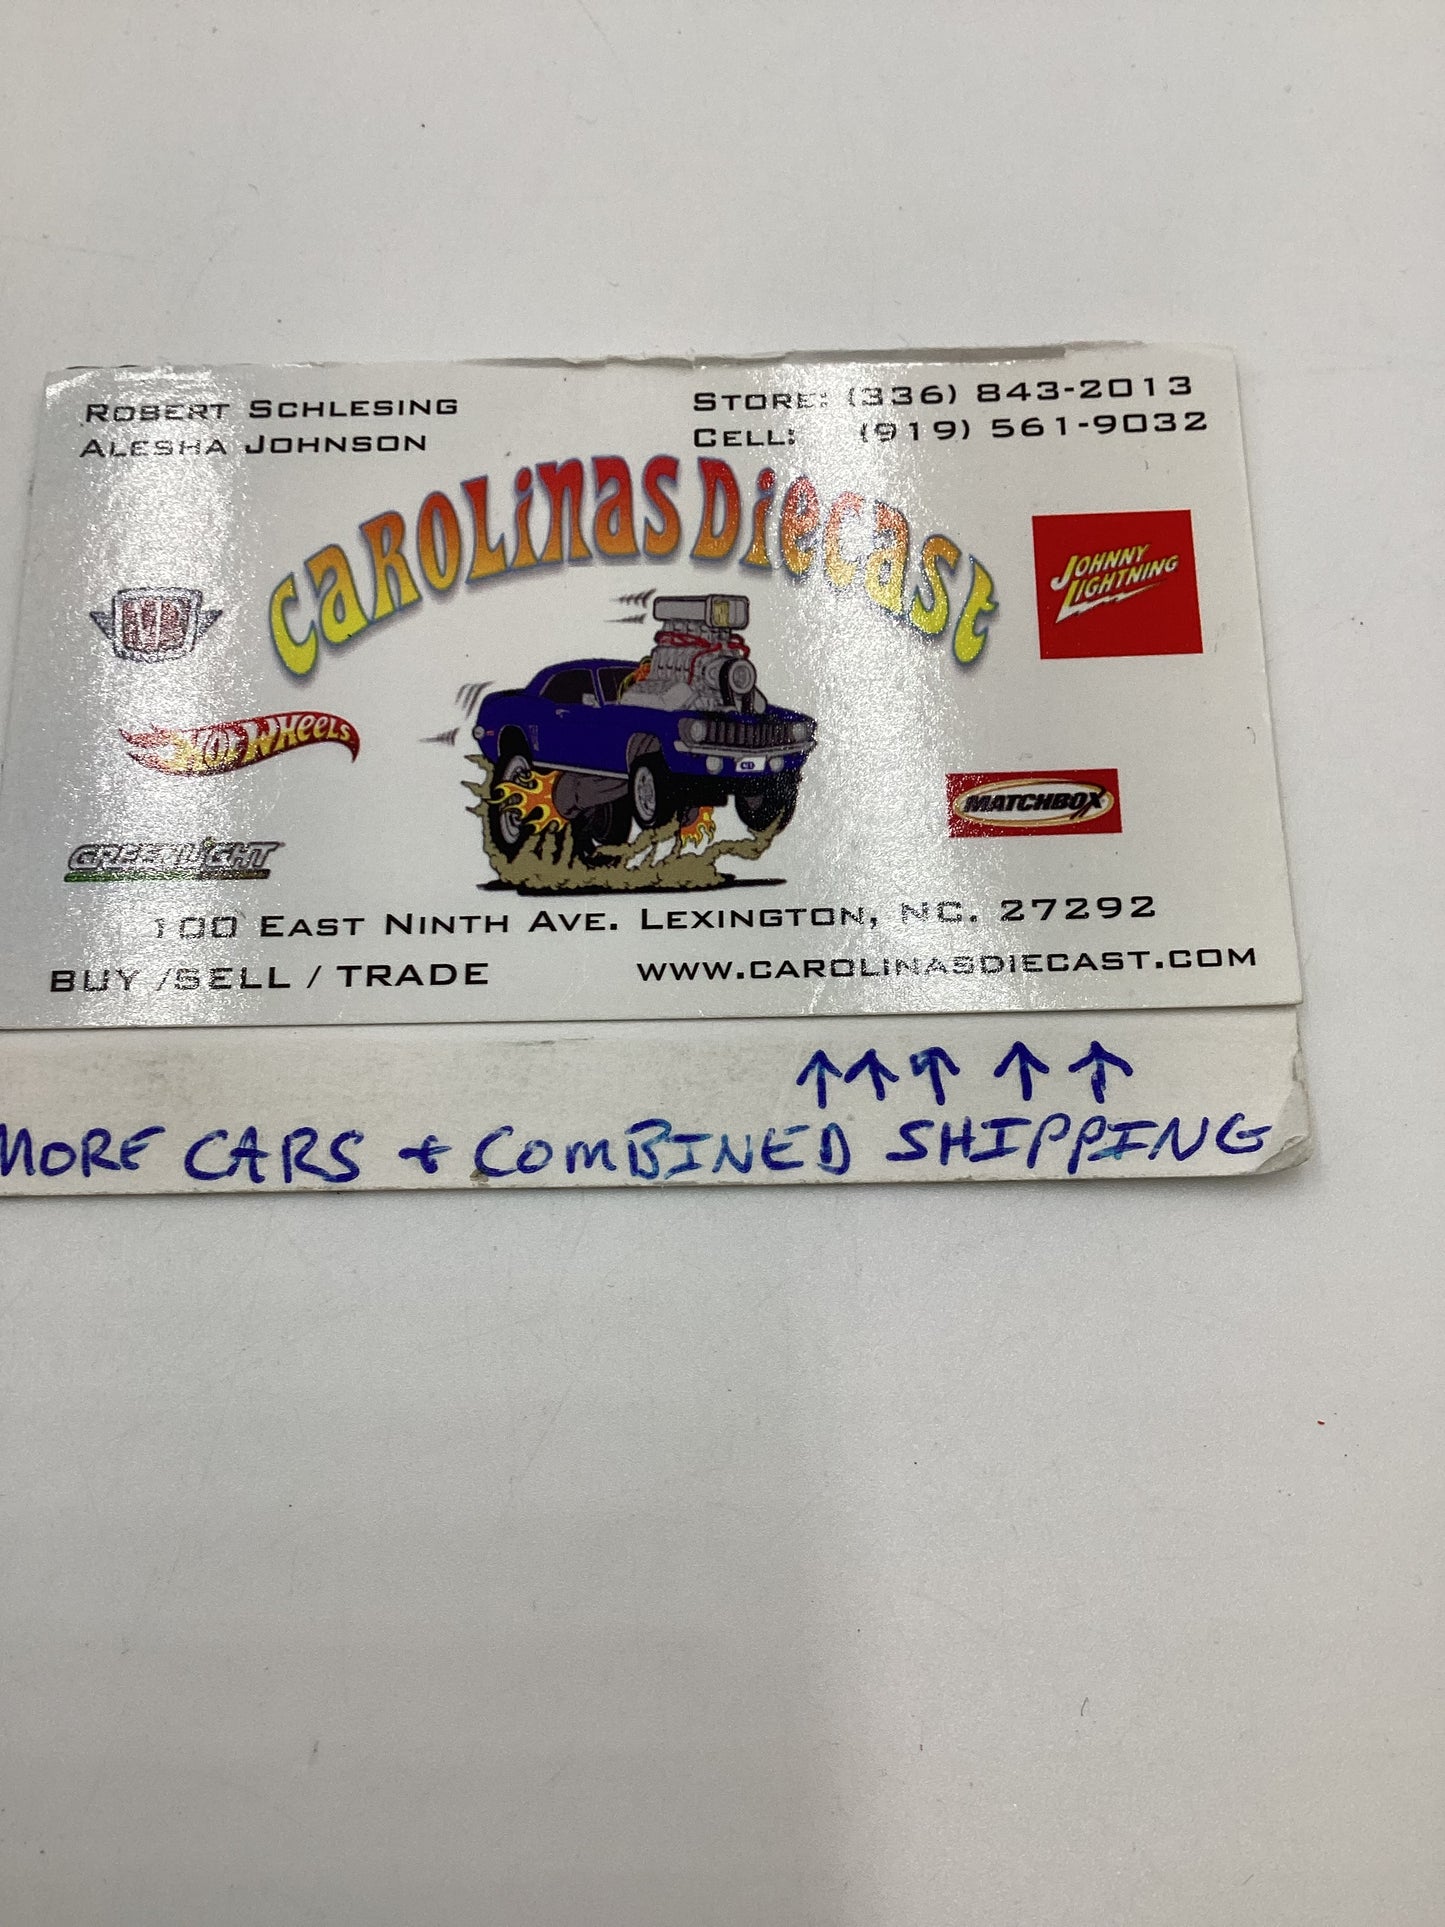 ROBERT SCHLESING
ALESHA JOHNSON
STORE: (336) 843-2013
CELL: (919) 561-9032
CAROLINAS DIECAST
JOHNNY LIGHTNING
HOT WHEELS
MATCHBOX
GREENLIGHT
CD
100 EAST NINTH AVE. LEXINGTON, NC. 27292
BUY /SELL / TRADE
WWW.CAROLINASDIECAST.COM
MORE CARS + COMBINED SHIPPING